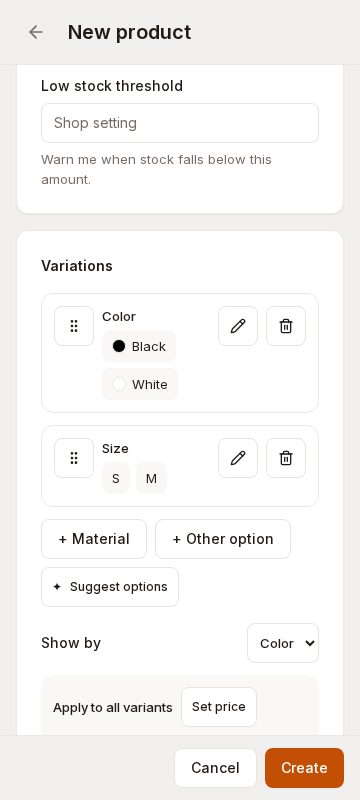 New product
Low stock threshold
Shop setting
Warn me when stock falls below this
amount.
Variations
Color
Black
White
Size
S M
+ Material + Other option
✦ Suggest options
Show by Color
Apply to all variants Set price
Cancel Create